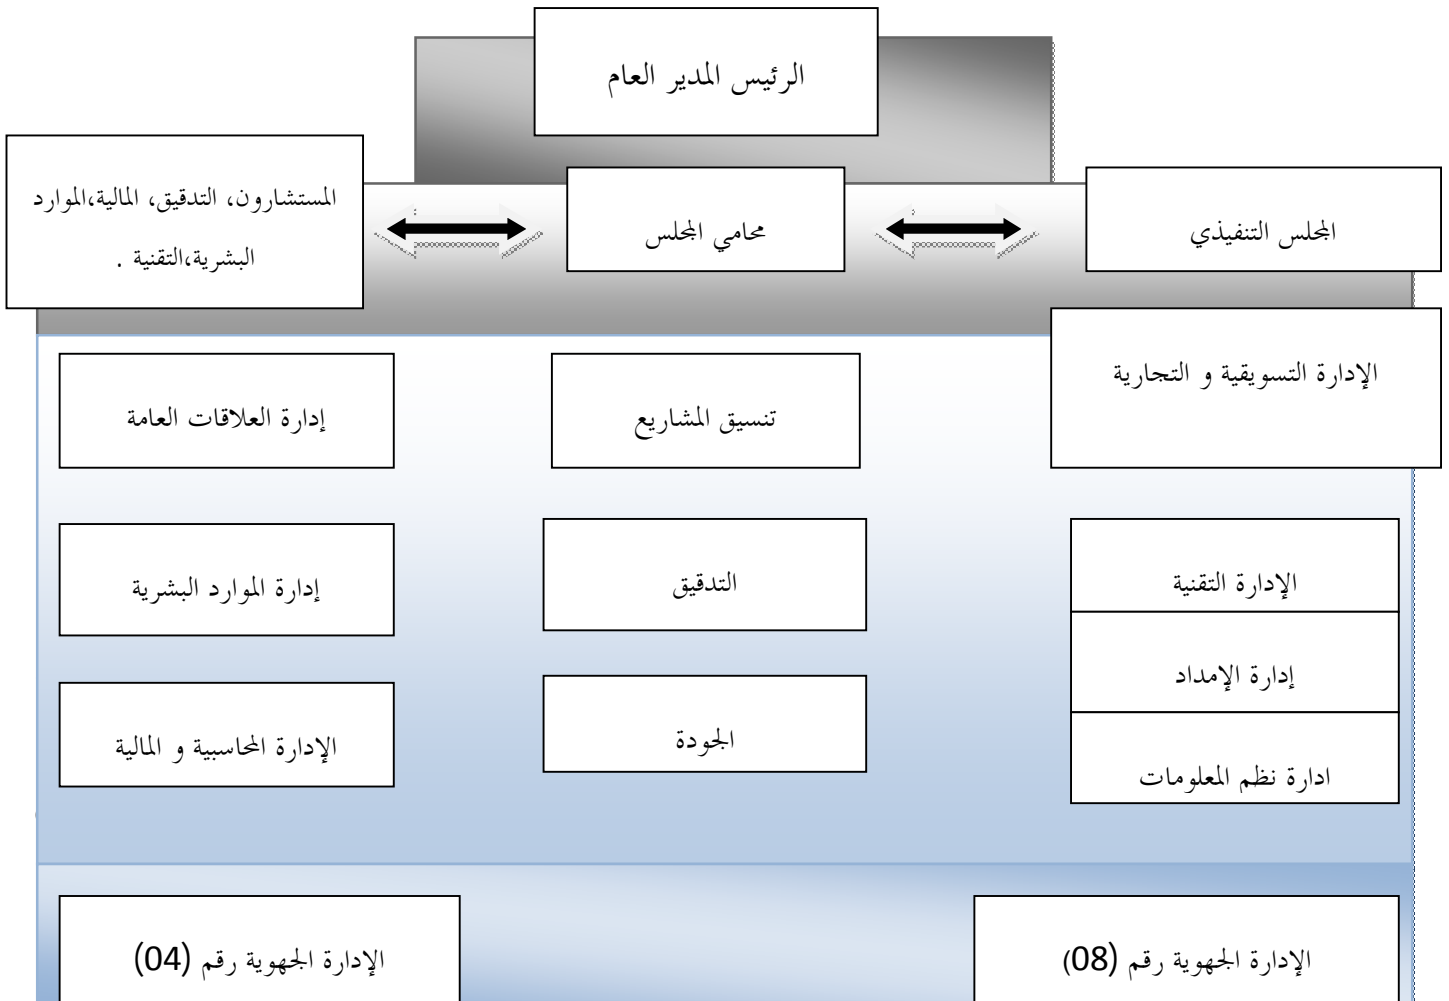 الرئيس المدير العام
المجلس التنفيذي
محامي المجلس
المستشارون، التدقيق، المالية،الموارد
البشرية،التقنية .
الإدارة التسويقية و التجارية
تنسيق المشاريع
إدارة العلاقات العامة
الإدارة التقنية
التدقيق
إدارة الموارد البشرية
إدارة الإمداد
الجودة
الإدارة المحاسبية و المالية
ادارة نظم المعلومات
الإدارة الجهوية رقم (08)
الإدارة الجهوية رقم (04)